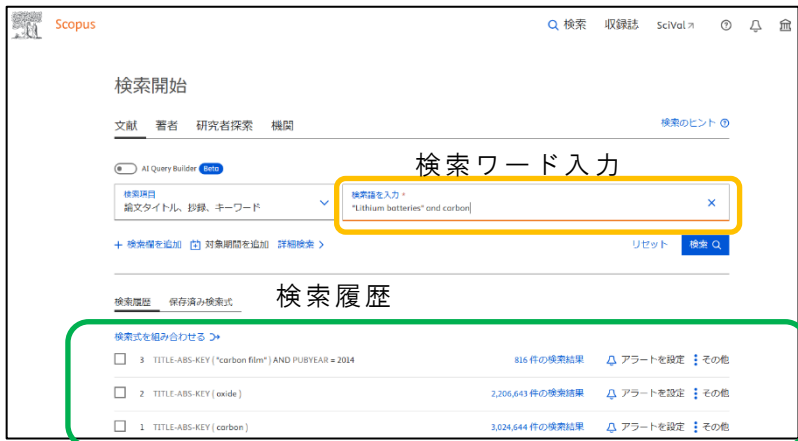 Scopus
検索 収録誌 SciVal
検索開始
文献 著者 研究者探索 機関 検索のヒント
AI Query Builder Beta
検索ワード入力
検索項目
論文タイトル、抄録、キーワード
検索語を入力 *
"Lithium batteries" and carbon
+ 検索欄を追加 対象期間を追加 詳細検索 リセット 検索
検索履歴 保存済み検索式
検索履歴
検索式を組み合わせる
3 TITLE-ABS-KEY ( "carbon film" ) AND PUBYEAR = 2014 816 件の検索結果 アラートを設定 その他
2 TITLE-ABS-KEY ( oxide ) 2,206,643 件の検索結果 アラートを設定 その他
1 TITLE-ABS-KEY ( carbon ) 3,024,644 件の検索結果 アラートを設定 その他